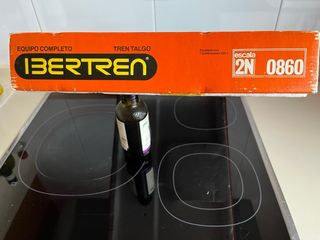 EQUIPO COMPLETO TREN TALGO
IBERTREN
escala
2N 0860